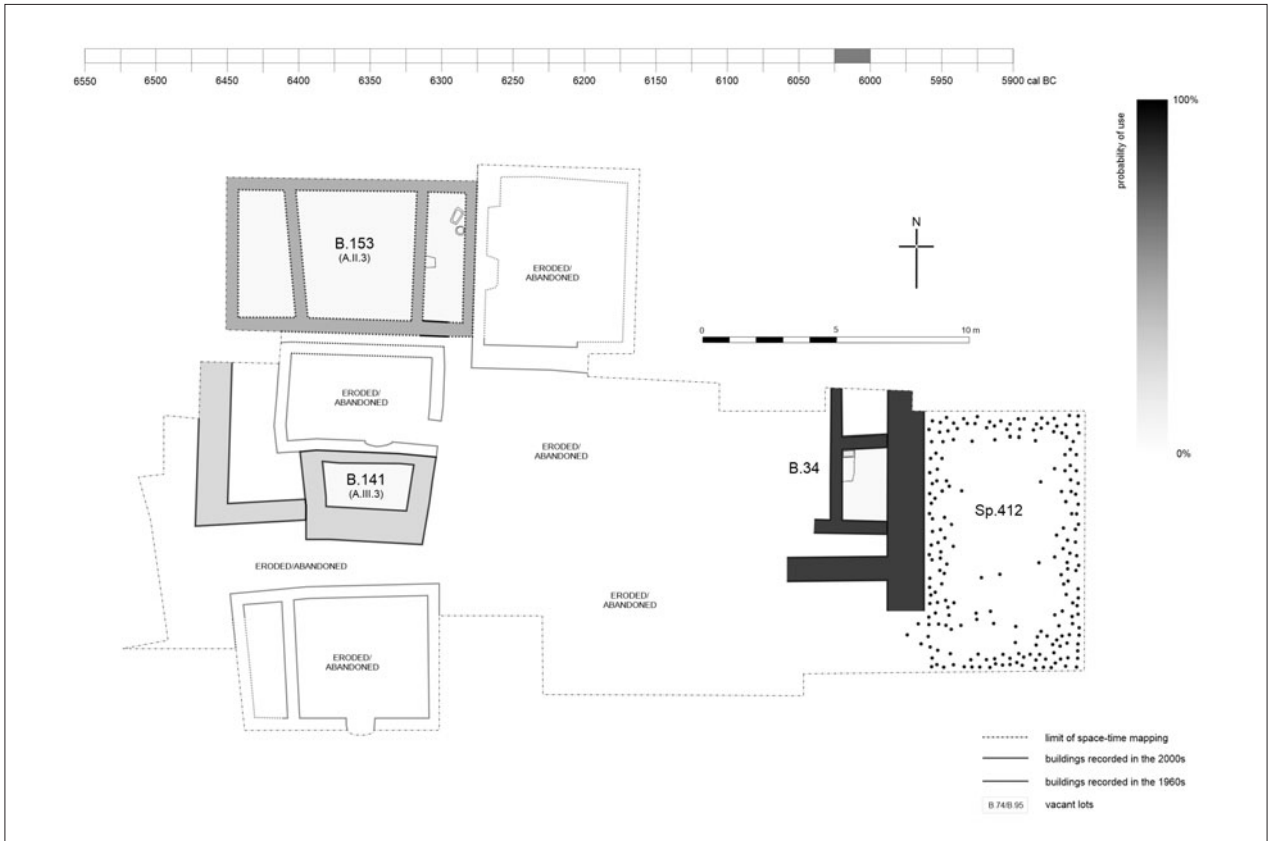 6550 6500 6450 6400 6350 6300 6250 6200 6150 6100 6050 6000 5950 5900 cal BC
100%
probability of use
0%
N
B.153
(A.II.3)
ERODED/
ABANDONED
0 5 10 m
ERODED/
ABANDONED
ERODED/
ABANDONED
B.34
B.141
(A.III.3)
Sp.412
ERODED/ABANDONED
ERODED/
ABANDONED
ERODED/
ABANDONED
limit of space-time mapping
buildings recorded in the 2000s
buildings recorded in the 1960s
B.74/B.95 vacant lots